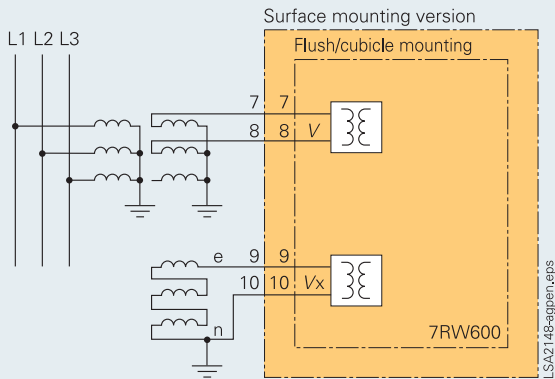 Surface mounting version
L1 L2 L3
Flush/cubicle mounting
7 7
8 8 V
e 9 9
10 10 Vx
n
7RW600
LSA2148-agpen.eps